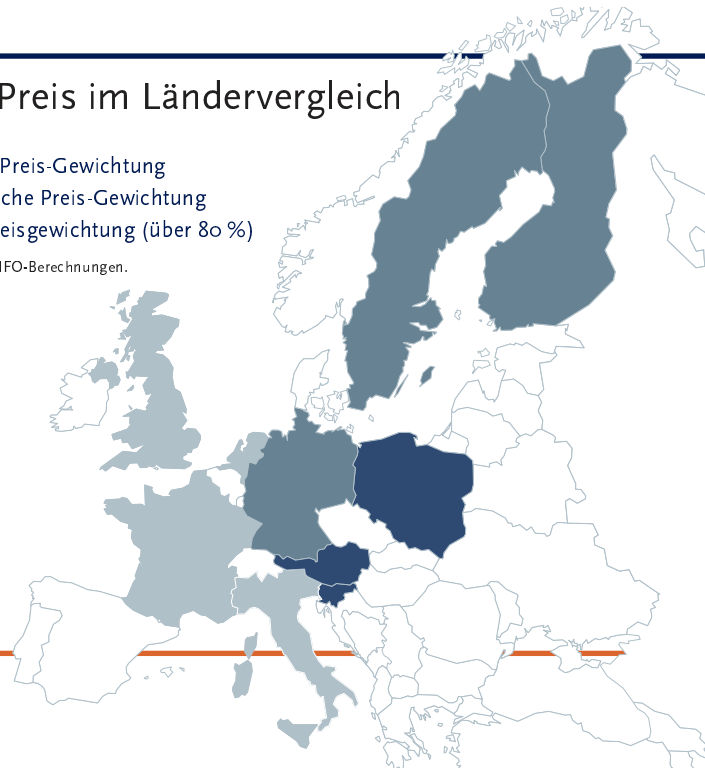 Preis im Ländervergleich
Preis-Gewichtung
che Preis-Gewichtung
eisgewichtung (über 80 %)
IFO-Berechnungen.